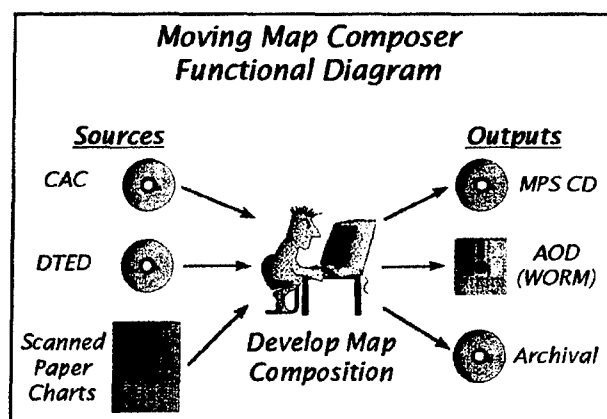 Moving Map Composer
Functional Diagram
Sources
CAC
DTED
Scanned
Paper
Charts
Develop Map
Composition
Outputs
MPS CD
AOD
(WORM)
Archival